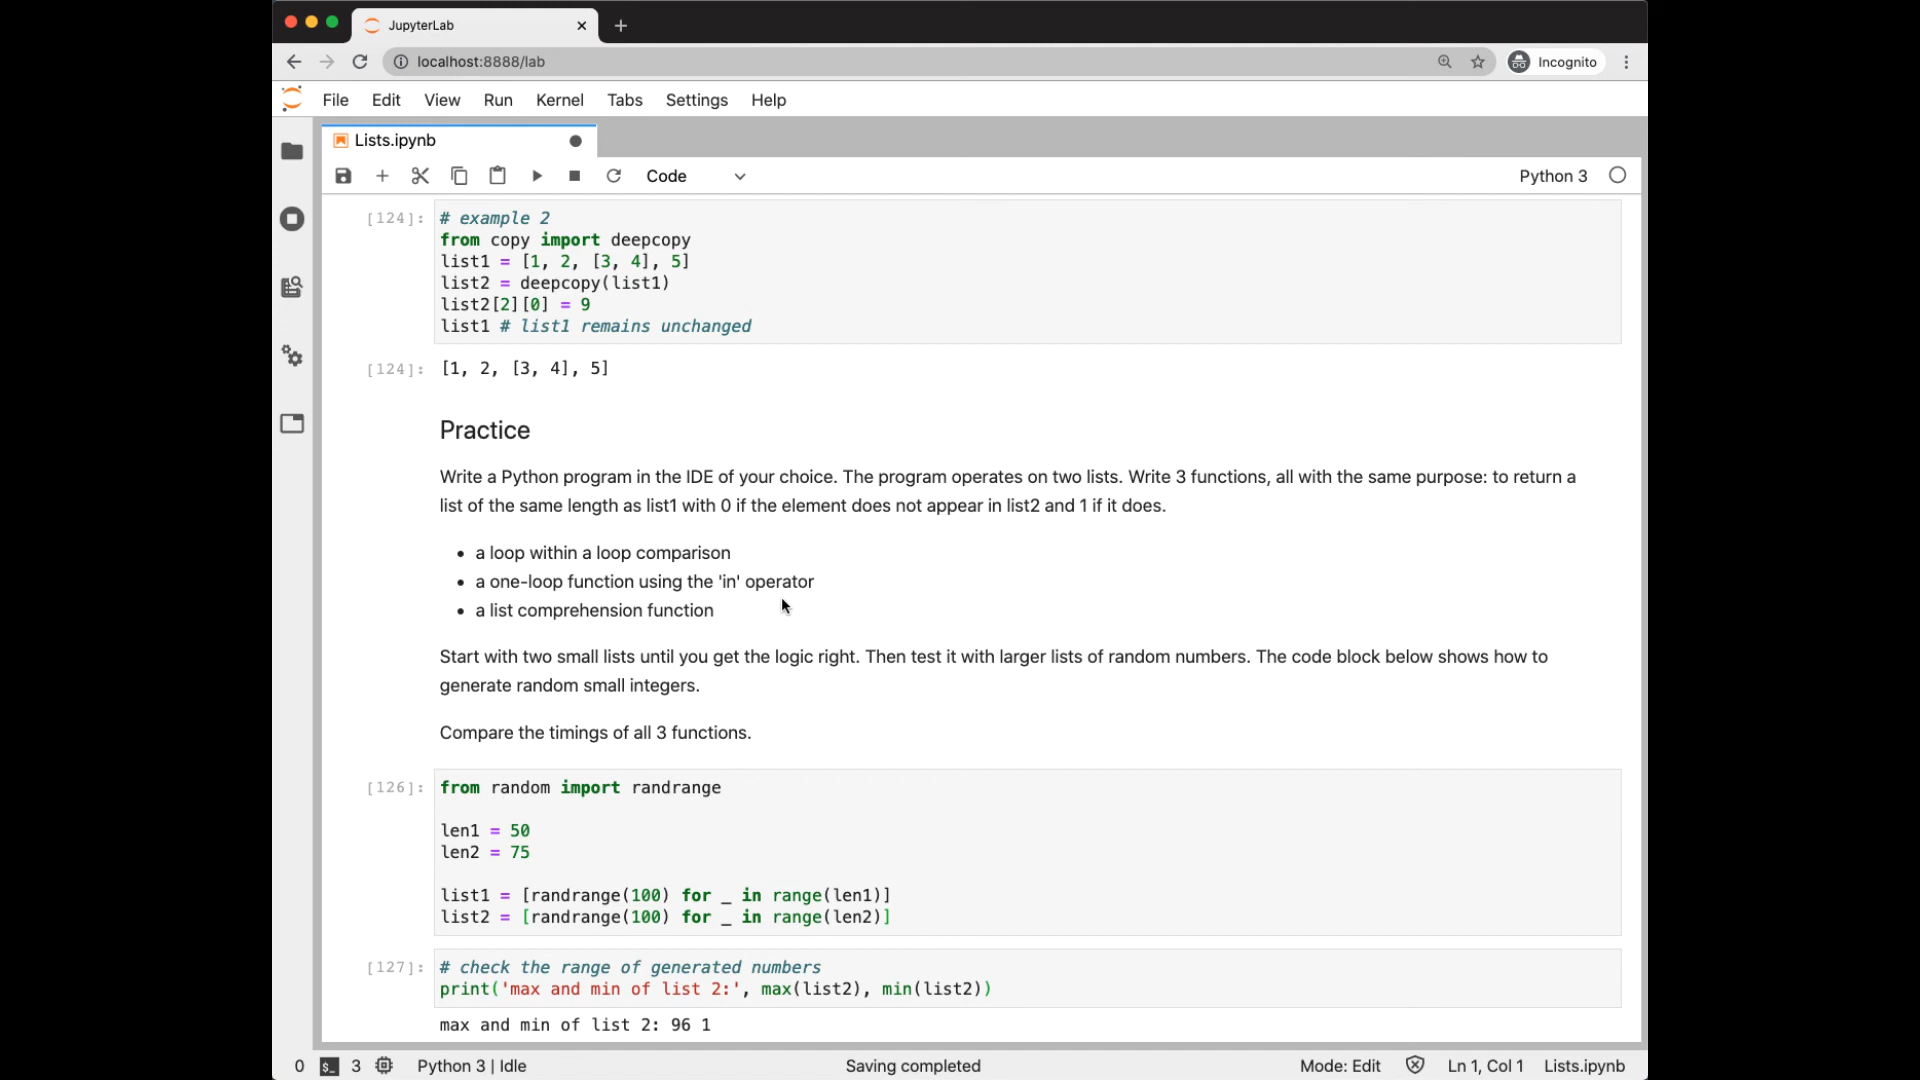 JupyterLab
localhost:8888/lab
Incognito
File Edit View Run Kernel Tabs Settings Help
Lists.ipynb
Code
Python 3
[124]:
# example 2
from copy import deepcopy
list1 = [1, 2, [3, 4], 5]
list2 = deepcopy(list1)
list2[2][0] = 9
list1 # list1 remains unchanged
[124]: [1, 2, [3, 4], 5]
Practice
Write a Python program in the IDE of your choice. The program operates on two lists. Write 3 functions, all with the same purpose: to return a
list of the same length as list1 with 0 if the element does not appear in list2 and 1 if it does.
• a loop within a loop comparison
• a one-loop function using the 'in' operator
• a list comprehension function
Start with two small lists until you get the logic right. Then test it with larger lists of random numbers. The code block below shows how to
generate random small integers.
Compare the timings of all 3 functions.
[126]:
from random import randrange
len1 = 50
len2 = 75
list1 = [randrange(100) for _ in range(len1)]
list2 = [randrange(100) for _ in range(len2)]
[127]:
# check the range of generated numbers
print('max and min of list 2:', max(list2), min(list2))
max and min of list 2: 96 1
0 $_ 3 Python 3 | Idle Saving completed Mode: Edit Ln 1, Col 1 Lists.ipynb